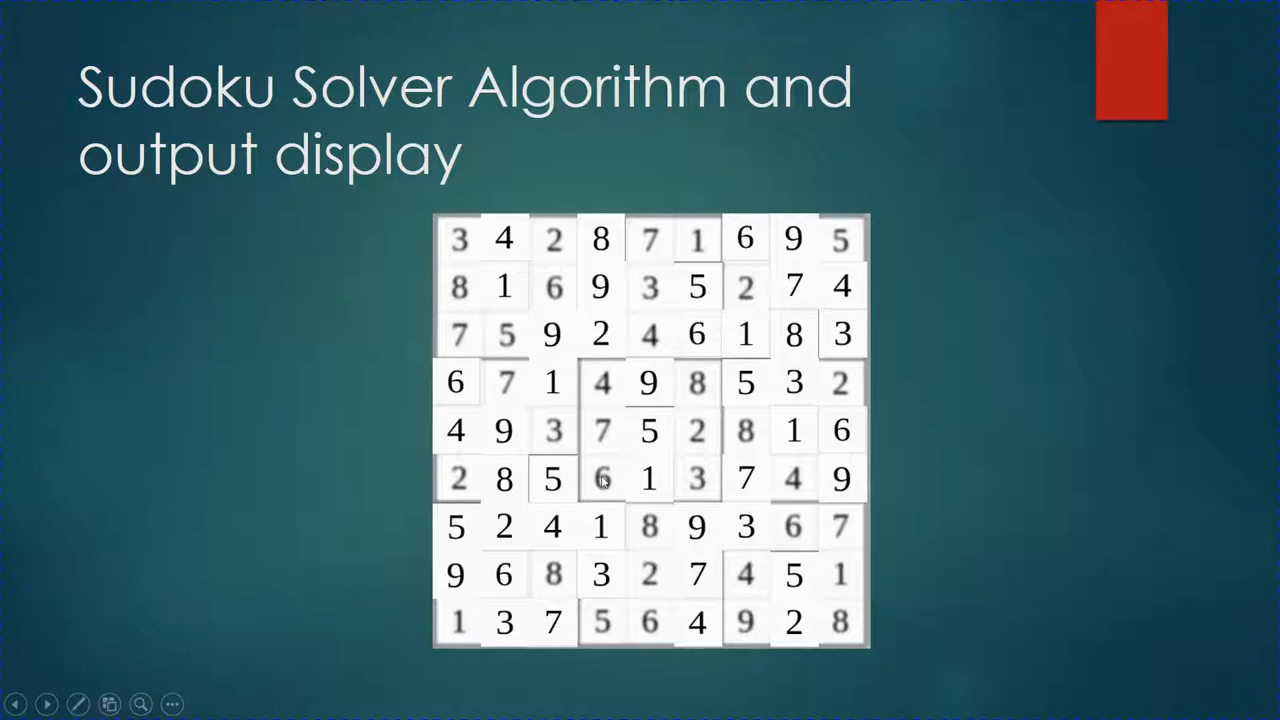 Sudoku Solver Algorithm and
output display
3 4 2 8 7 1 6 9 5
8 1 6 9 3 5 2 7 4
7 5 9 2 4 6 1 8 3
6 7 1 4 9 8 5 3 2
4 9 3 7 5 2 8 1 6
2 8 5 6 1 3 7 4 9
5 2 4 1 8 9 3 6 7
9 6 8 3 2 7 4 5 1
1 3 7 5 6 4 9 2 8